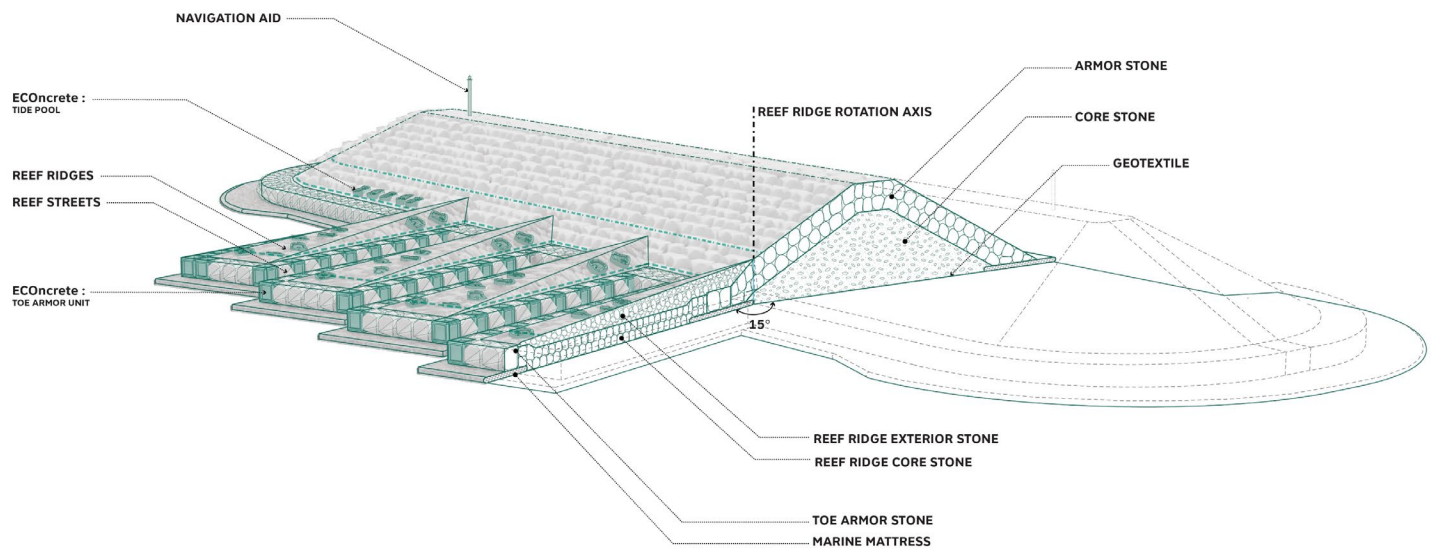 NAVIGATION AID
ECOncrete :
TIDE POOL
REEF RIDGES
REEF STREETS
ECOncrete :
TOE ARMOR UNIT
REEF RIDGE ROTATION AXIS
ARMOR STONE
CORE STONE
GEOTEXTILE
15°
REEF RIDGE EXTERIOR STONE
REEF RIDGE CORE STONE
TOE ARMOR STONE
MARINE MATTRESS